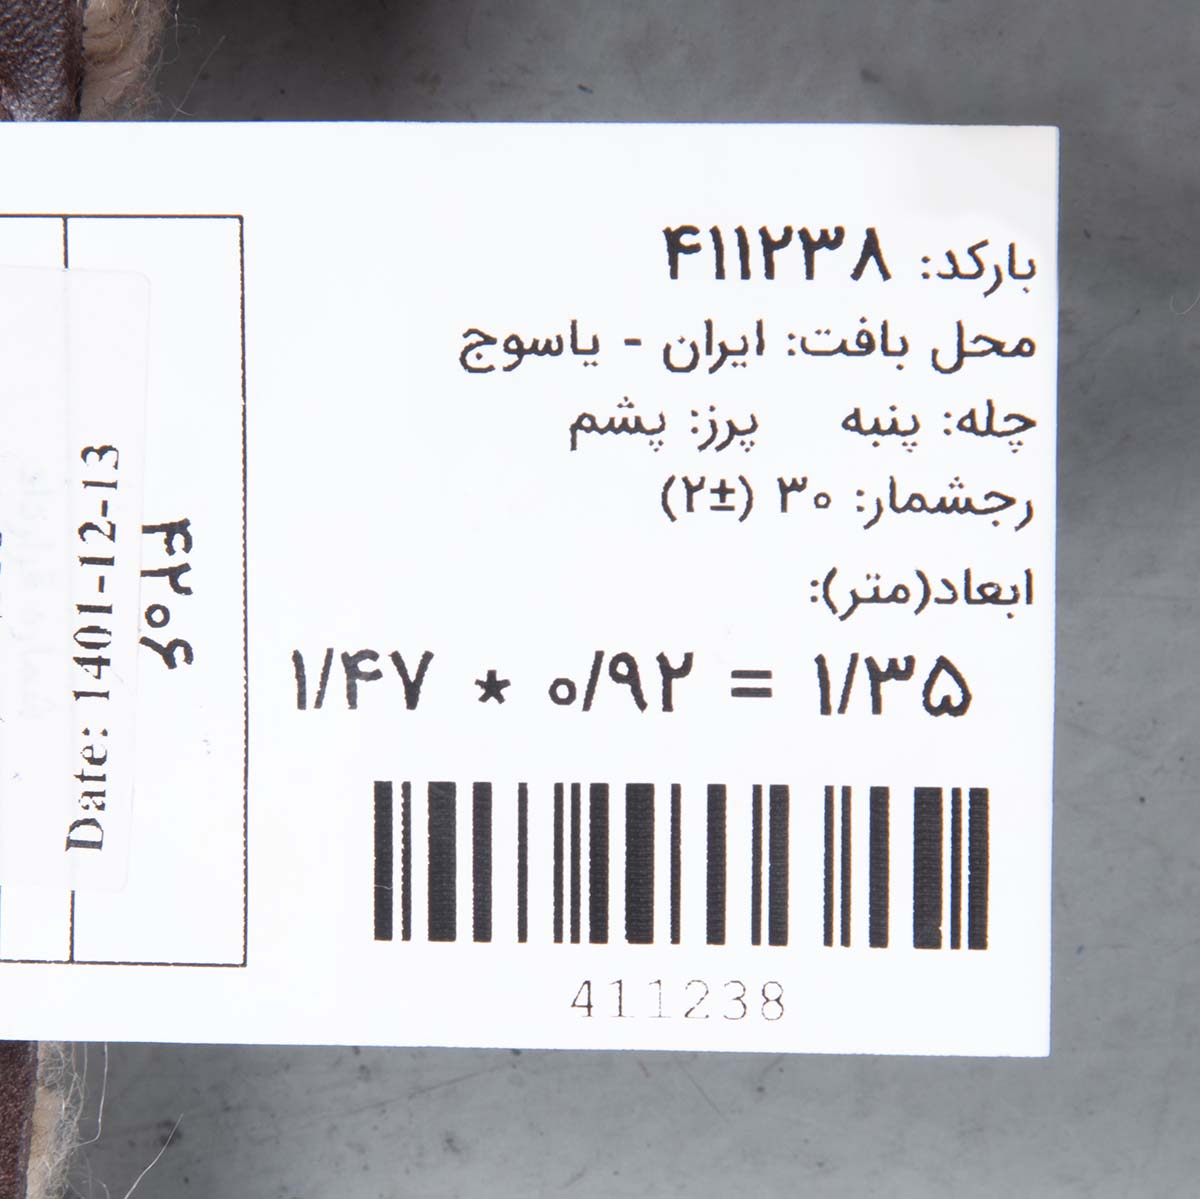 بارکد: ۴۱۱۲۳۸
محل بافت: ایران - یاسوج
چله: پنبه پرز: پشم
رجشمار: ۳۰ (±۲)
ابعاد(متر):
۱/۴۷ * ۰/۹۲ = ۱/۳۵
411238
Date: 1401-12-13
۴۲۰۶